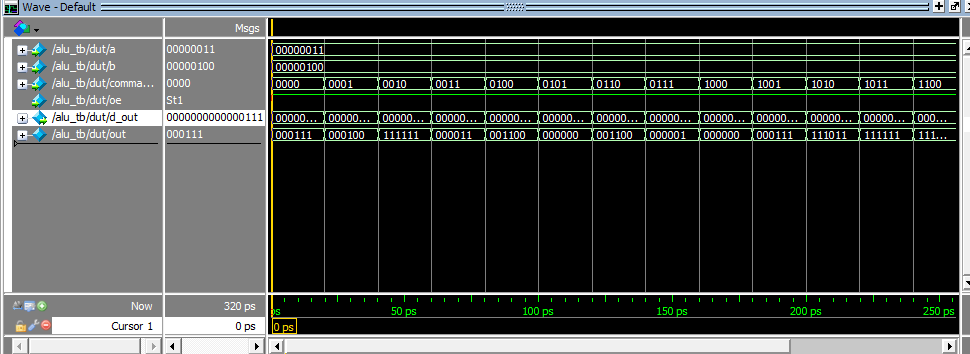 Wave - Default
Msgs
/alu_tb/dut/a 00000011 00000011
/alu_tb/dut/b 00000100 00000100
/alu_tb/dut/comma... 0000 0000 0001 0010 0011 0100 0101 0110 0111 1000 1001 1010 1011 1100
/alu_tb/dut/oe St1
/alu_tb/dut/d_out 0000000000000111 00000... 00000... 00000... 00000... 00000... 00000... 00000... 00000... 00000... 00000... 00000... 00000... 000...
/alu_tb/dut/out 000111 000111 000100 111111 000011 001100 000000 001100 000001 000000 000111 111011 111111 111...
Now 320 ps ps 50 ps 100 ps 150 ps 200 ps 250 ps
Cursor 1 0 ps 0 ps